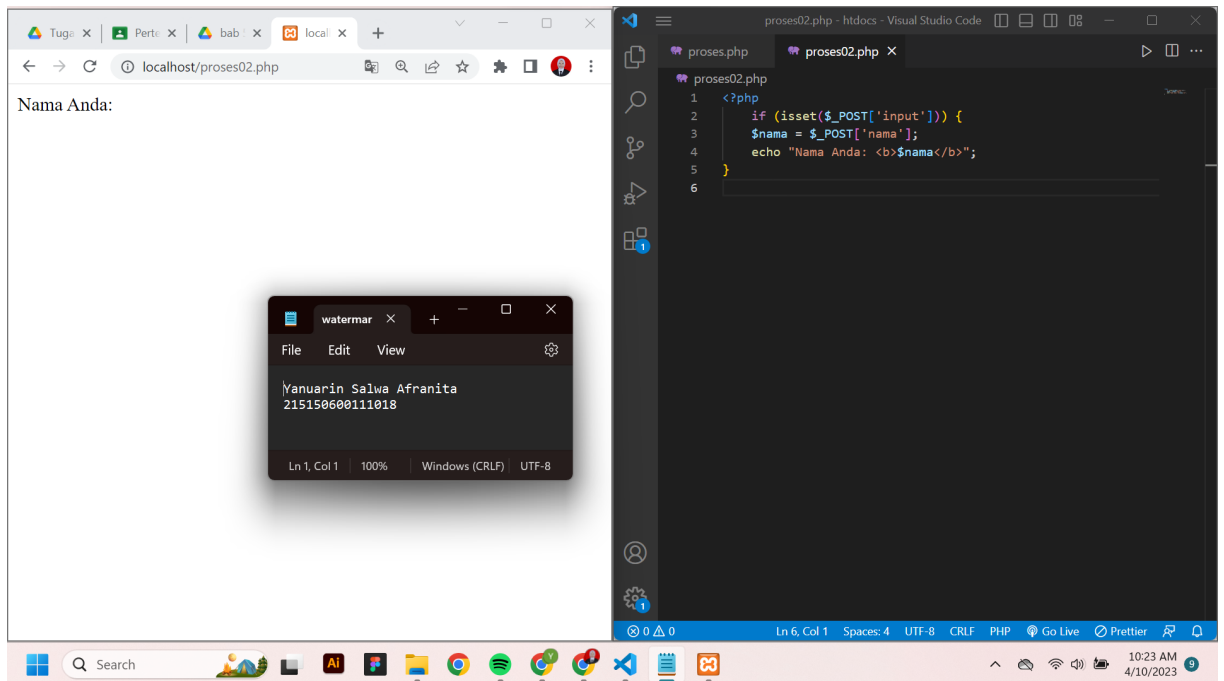 Tuga
Perte
bab
local
localhost/proses02.php
Nama Anda:
watermar
File Edit View
Yanuarin Salwa Afranita
215150600111018
Ln 1, Col 1 100% Windows (CRLF) UTF-8
proses02.php - htdocs - Visual Studio Code
proses.php proses02.php
proses02.php
1 <?php
2 if (isset($_POST['input'])) {
3 $nama = $_POST['nama'];
4 echo "Nama Anda: <b>$nama</b>";
5 }
6
1
1
0 0 Ln 6, Col 1 Spaces: 4 UTF-8 CRLF PHP Go Live Prettier
Search
Ai
Y
10:23 AM
4/10/2023
9